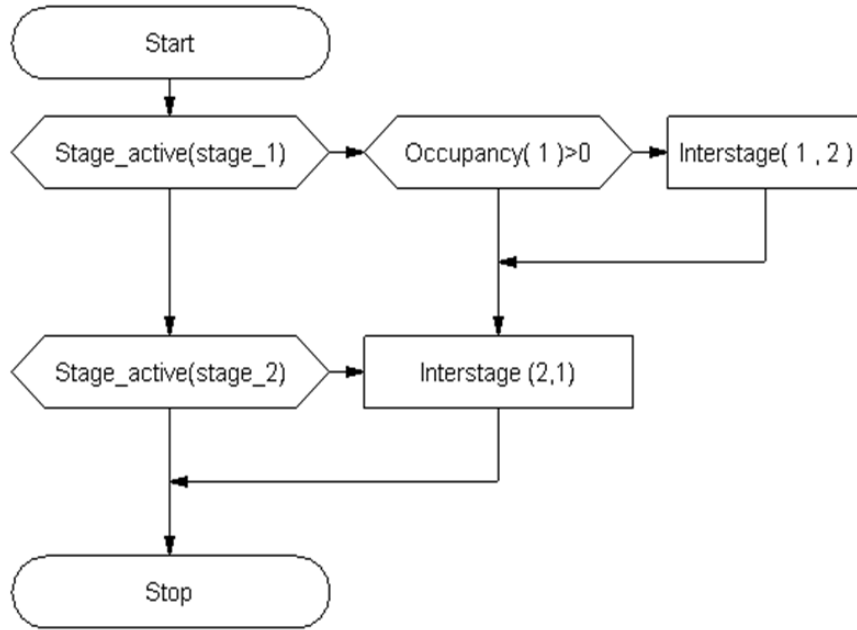 Start
Stage_active(stage_1)
Occupancy( 1 )>0
Interstage( 1 , 2 )
Stage_active(stage_2)
Interstage (2,1)
Stop